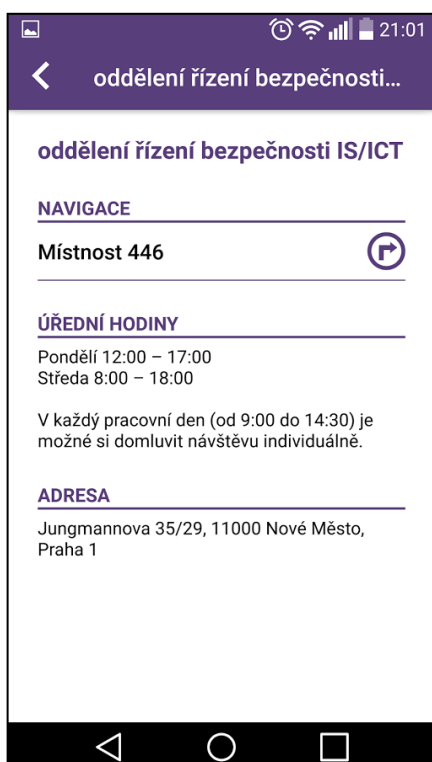 21:01
oddělení řízení bezpečnosti...
oddělení řízení bezpečnosti IS/ICT
NAVIGACE
Místnost 446
ÚŘEDNÍ HODINY
Pondělí 12:00 – 17:00
Středa 8:00 – 18:00
V každý pracovní den (od 9:00 do 14:30) je
možné si domluvit návštěvu individuálně.
ADRESA
Jungmannova 35/29, 11000 Nové Město,
Praha 1